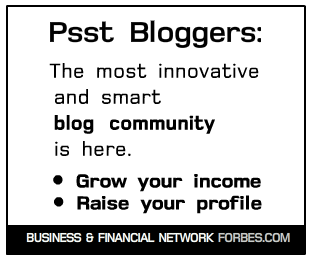 Psst Bloggers:
The most innovative
and smart
blog community
is here.
• Grow your income
• Raise your profile
BUSINESS & FINANCIAL NETWORK FORBES.COM